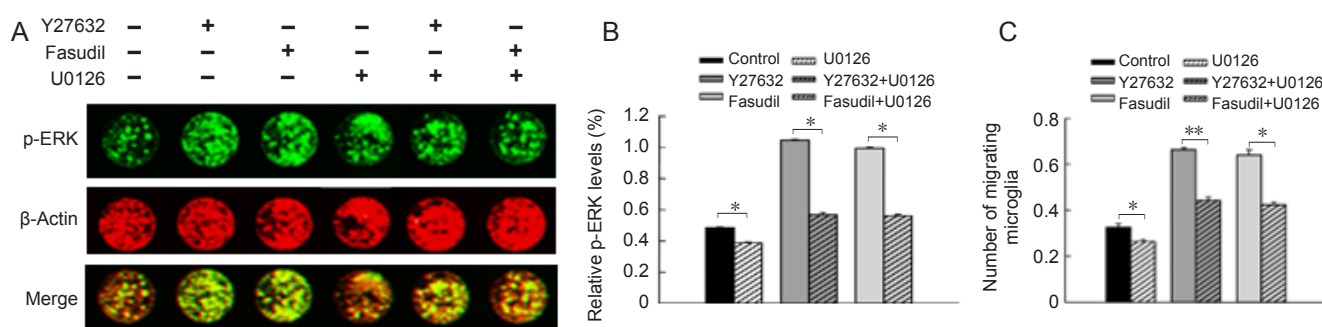 A
Y27632 – + – – + –
Fasudil – – + – – +
U0126 – – – + + +
p-ERK
β-Actin
Merge
B
Control U0126
Y27632 Y27632+U0126
Fasudil Fasudil+U0126
Relative p-ERK levels (%)
1.2
1.0
0.8
0.6
0.4
0.2
0
* * *
C
Control U0126
Y27632 Y27632+U0126
Fasudil Fasudil+U0126
Number of migrating
microglia
0.8
0.6
0.4
0.2
0
* ** *